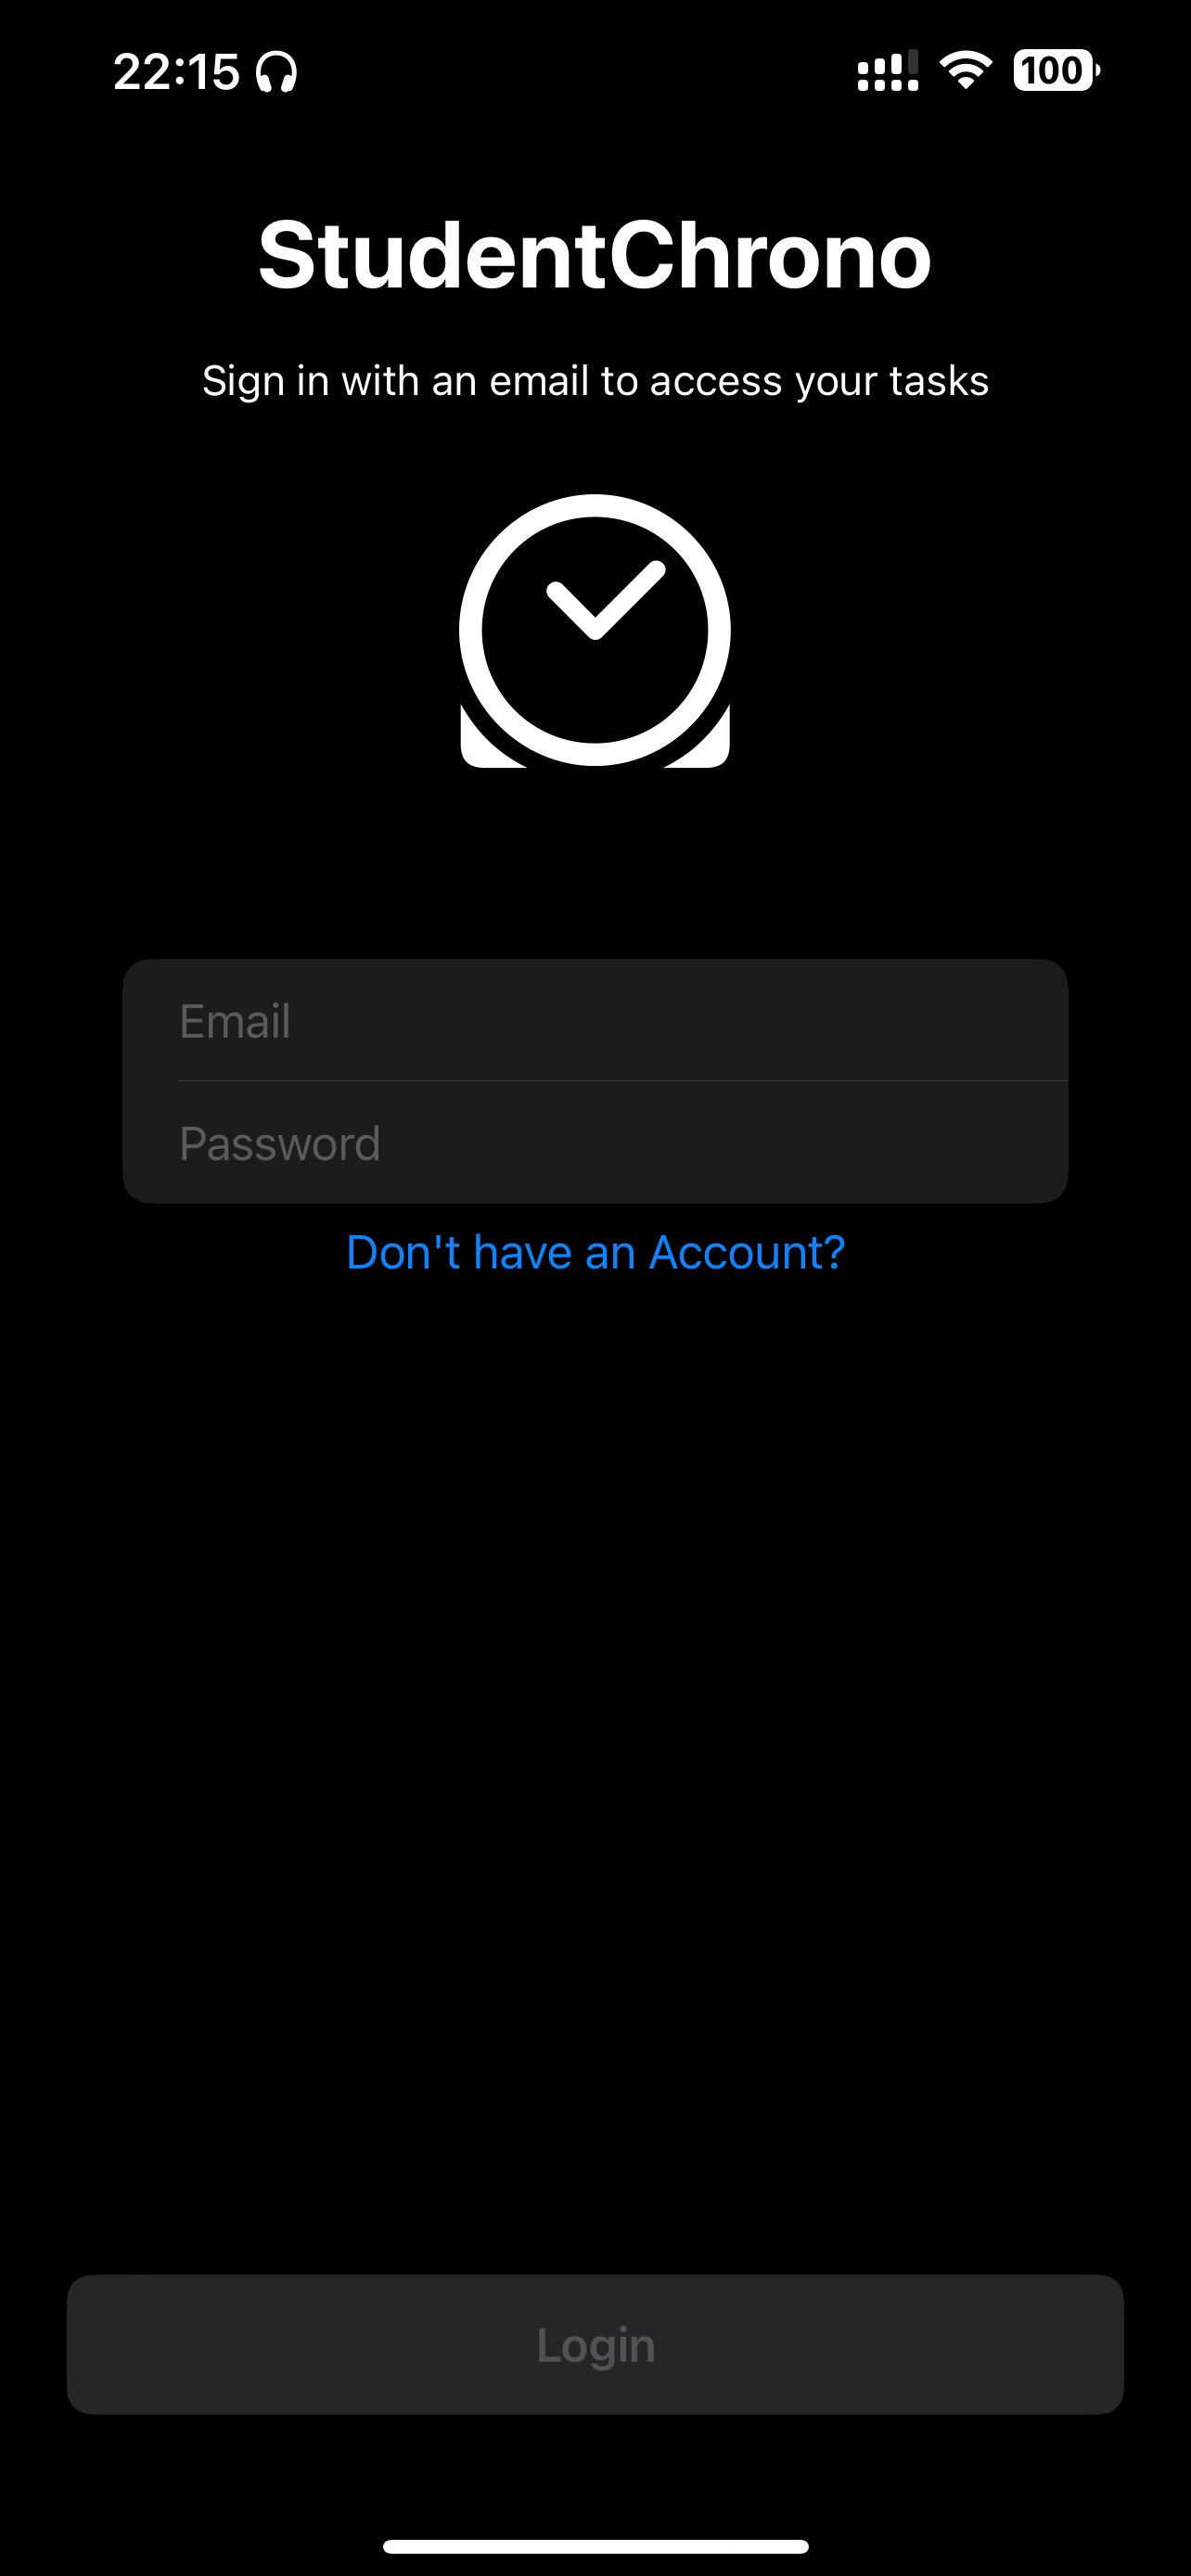 22:15
100
StudentChrono
Sign in with an email to access your tasks
Email
Password
Don't have an Account?
Login